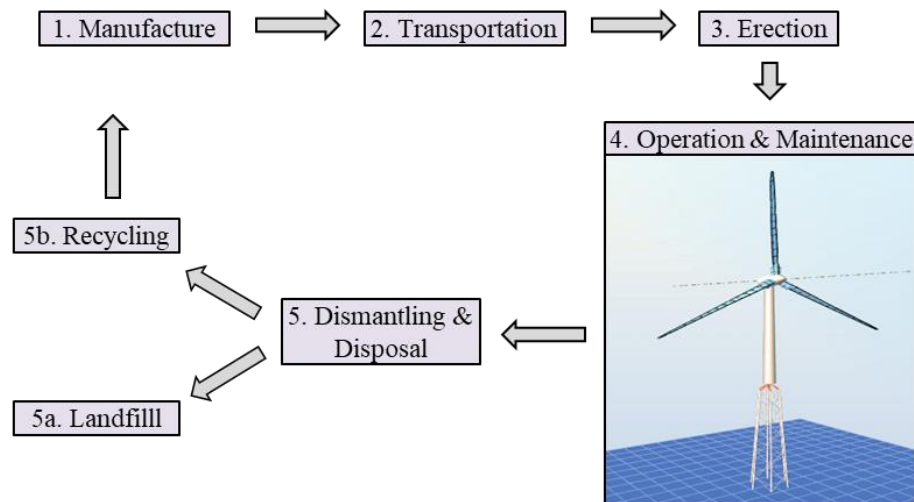 1. Manufacture
2. Transportation
3. Erection
4. Operation & Maintenance
5b. Recycling
5. Dismantling &
Disposal
5a. Landfilll